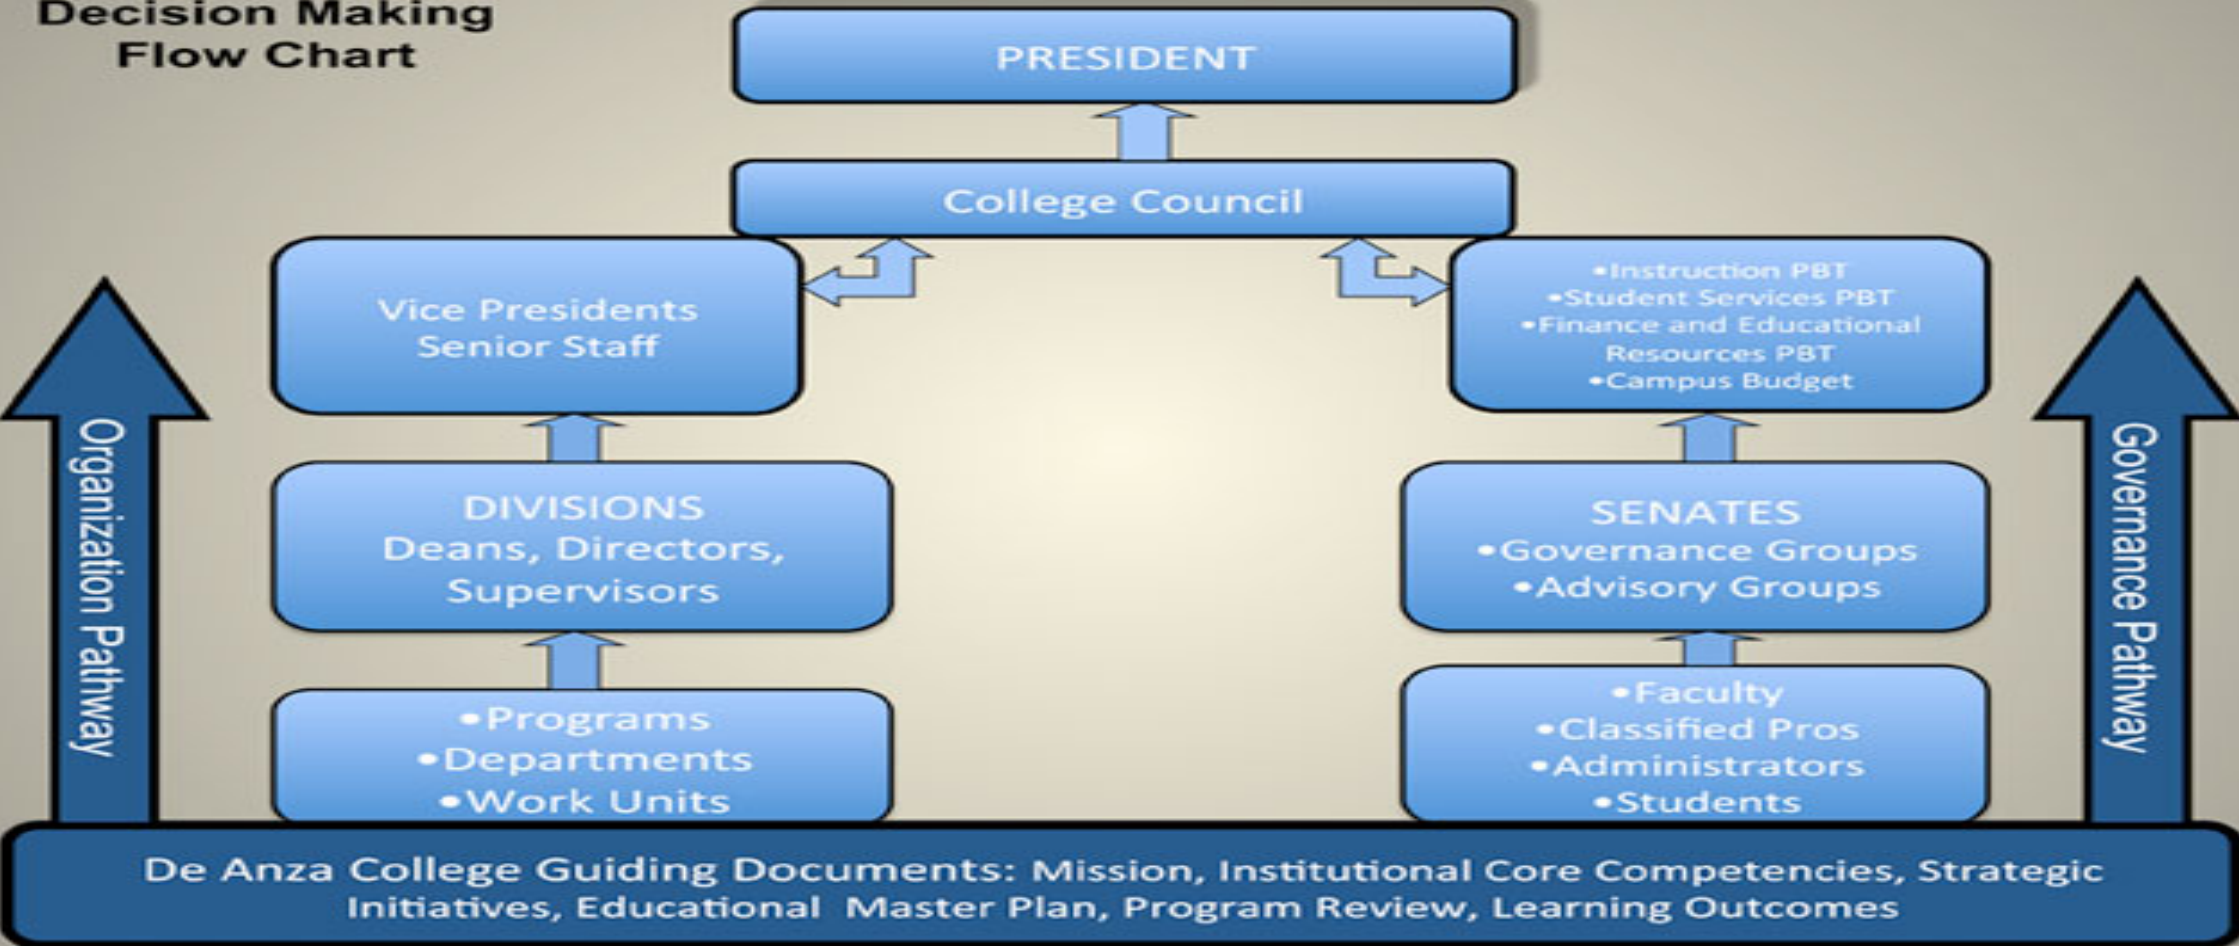 Decision Making
Flow Chart
PRESIDENT
College Council
Vice Presidents
Senior Staff
•Instruction PBT
•Student Services PBT
•Finance and Educational
Resources PBT
•Campus Budget
Organization Pathway
DIVISIONS
Deans, Directors,
Supervisors
SENATES
•Governance Groups
•Advisory Groups
Governance Pathway
•Programs
•Departments
•Work Units
•Faculty
•Classified Pros
•Administrators
•Students
De Anza College Guiding Documents: Mission, Institutional Core Competencies, Strategic
Initiatives, Educational Master Plan, Program Review, Learning Outcomes